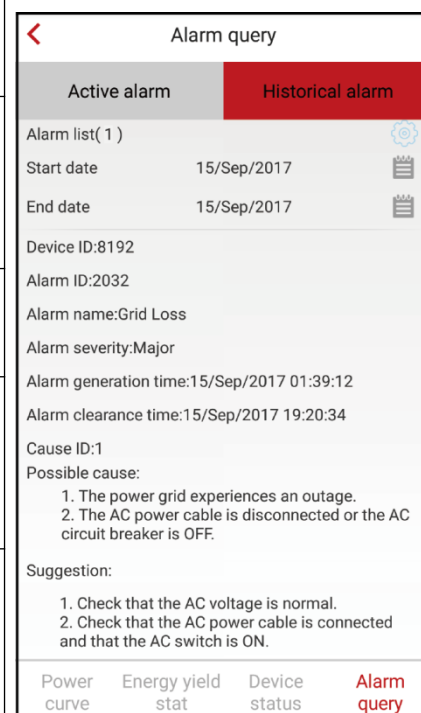 Alarm query
Active alarm
Historical alarm
Alarm list( 1 )
Start date 15/Sep/2017
End date 15/Sep/2017
Device ID:8192
Alarm ID:2032
Alarm name:Grid Loss
Alarm severity:Major
Alarm generation time:15/Sep/2017 01:39:12
Alarm clearance time:15/Sep/2017 19:20:34
Cause ID:1
Possible cause:
1. The power grid experiences an outage.
2. The AC power cable is disconnected or the AC
circuit breaker is OFF.
Suggestion:
1. Check that the AC voltage is normal.
2. Check that the AC power cable is connected
and that the AC switch is ON.
Power
curve
Energy yield
stat
Device
status
Alarm
query